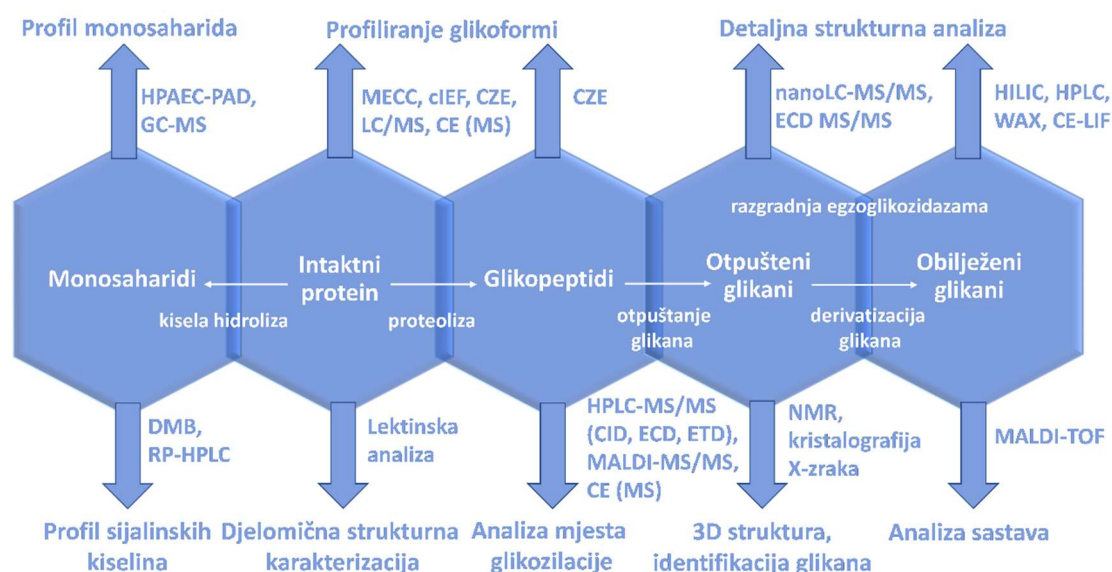 Profil monosaharida
Profiliranje glikoformi
Detaljna strukturna analiza
HPAEC-PAD,
GC-MS
MECC, cIEF, CZE,
LC/MS, CE (MS)
CZE
nanoLC-MS/MS,
ECD MS/MS
HILIC, HPLC,
WAX, CE-LIF
razgradnja egzoglikozidazama
Monosaharidi
Intaktni
protein
Glikopeptidi
Otpušteni
glikani
Obilježeni
glikani
kisela hidroliza
proteoliza
otpuštanje
glikana
derivatizacija
glikana
DMB,
RP-HPLC
Lektinska
analiza
HPLC-MS/MS
(CID, ECD, ETD),
MALDI-MS/MS,
CE (MS)
NMR,
kristalografija
X-zraka
MALDI-TOF
Profil sijalinskih
kiselina
Djelomična strukturna
karakterizacija
Analiza mjesta
glikozilacije
3D struktura,
identifikacija glikana
Analiza sastava